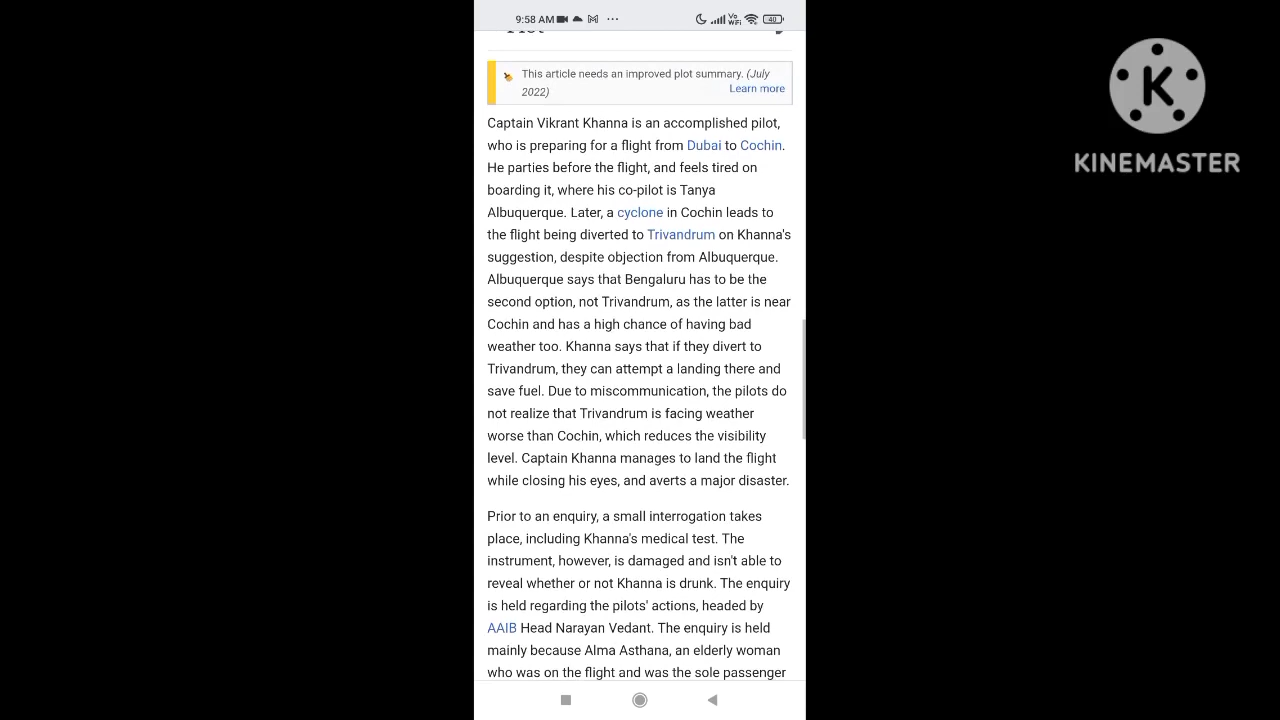 9:58 AM
Vo
WiFi
40
Plot
This article needs an improved plot summary. (July
2022)
Learn more
Captain Vikrant Khanna is an accomplished pilot,
who is preparing for a flight from Dubai to Cochin.
He parties before the flight, and feels tired on
boarding it, where his co-pilot is Tanya
Albuquerque. Later, a cyclone in Cochin leads to
the flight being diverted to Trivandrum on Khanna's
suggestion, despite objection from Albuquerque.
Albuquerque says that Bengaluru has to be the
second option, not Trivandrum, as the latter is near
Cochin and has a high chance of having bad
weather too. Khanna says that if they divert to
Trivandrum, they can attempt a landing there and
save fuel. Due to miscommunication, the pilots do
not realize that Trivandrum is facing weather
worse than Cochin, which reduces the visibility
level. Captain Khanna manages to land the flight
while closing his eyes, and averts a major disaster.
Prior to an enquiry, a small interrogation takes
place, including Khanna's medical test. The
instrument, however, is damaged and isn't able to
reveal whether or not Khanna is drunk. The enquiry
is held regarding the pilots' actions, headed by
AAIB Head Narayan Vedant. The enquiry is held
mainly because Alma Asthana, an elderly woman
who was on the flight and was the sole passenger
K
KINEMASTER